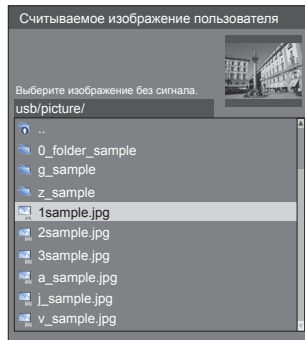 Считываемое изображение пользователя
Выберите изображение без сигнала.
usb/picture/
..
0_folder_sample
g_sample
z_sample
1sample.jpg
2sample.jpg
3sample.jpg
a_sample.jpg
j_sample.jpg
v_sample.jpg